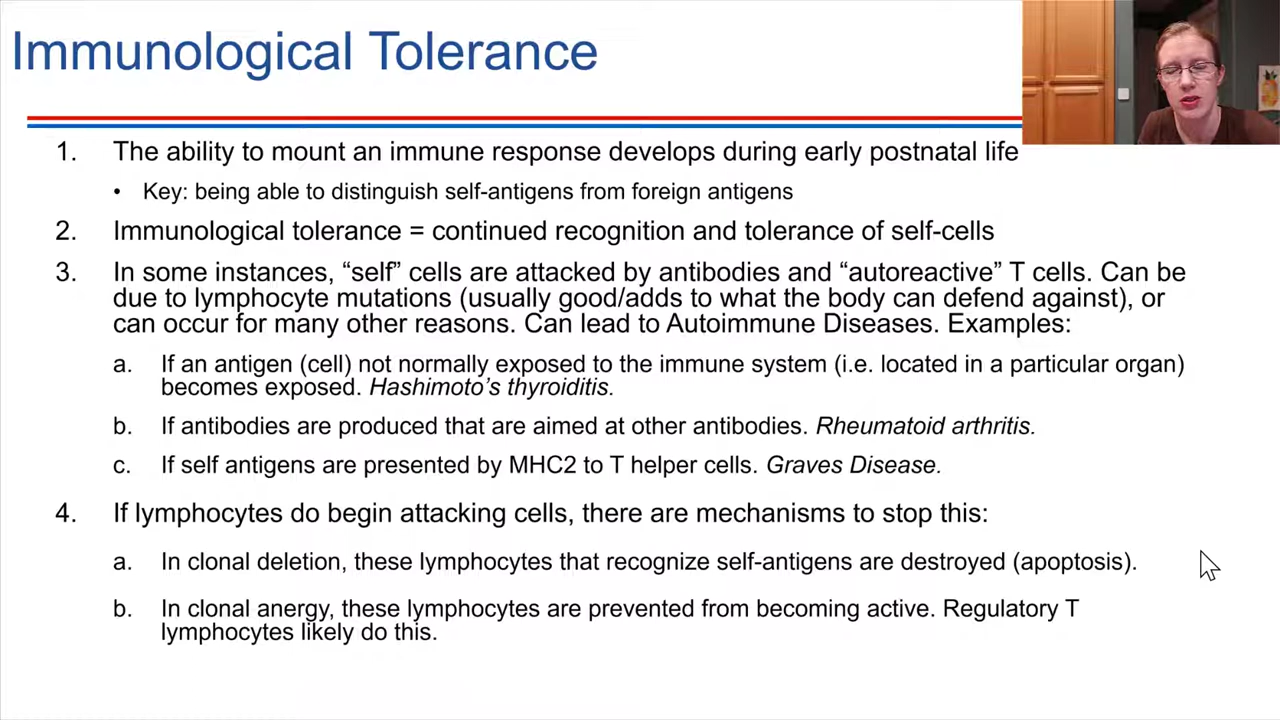 Immunological Tolerance
1. The ability to mount an immune response develops during early postnatal life
• Key: being able to distinguish self-antigens from foreign antigens
2. Immunological tolerance = continued recognition and tolerance of self-cells
3. In some instances, “self” cells are attacked by antibodies and “autoreactive” T cells. Can be
due to lymphocyte mutations (usually good/adds to what the body can defend against), or
can occur for many other reasons. Can lead to Autoimmune Diseases. Examples:
a. If an antigen (cell) not normally exposed to the immune system (i.e. located in a particular organ)
becomes exposed. Hashimoto’s thyroiditis.
b. If antibodies are produced that are aimed at other antibodies. Rheumatoid arthritis.
c. If self antigens are presented by MHC2 to T helper cells. Graves Disease.
4. If lymphocytes do begin attacking cells, there are mechanisms to stop this:
a. In clonal deletion, these lymphocytes that recognize self-antigens are destroyed (apoptosis).
b. In clonal anergy, these lymphocytes are prevented from becoming active. Regulatory T
lymphocytes likely do this.